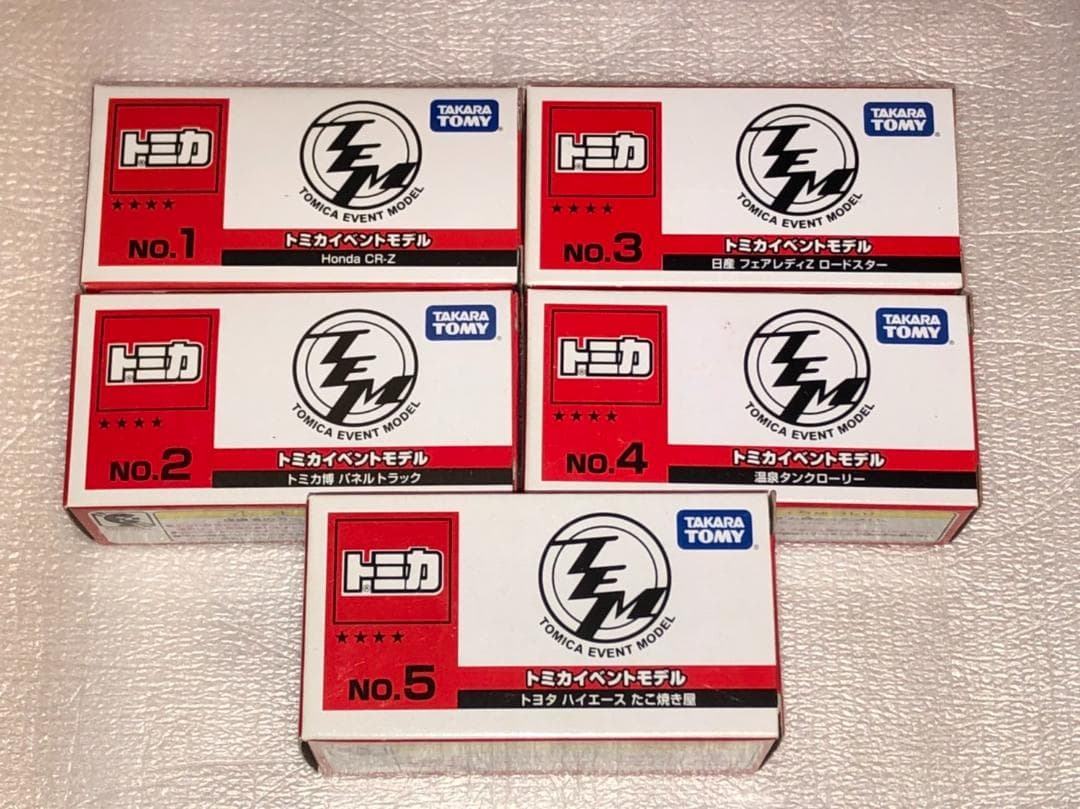 トミカ
★★★★
NO.1
TEM
TOMICA EVENT MODEL
TAKARA
TOMY
トミカイベントモデル
Honda CR-Z
トミカ
★★★★
NO.3
TEM
TOMICA EVENT MODEL
TAKARA
TOMY
トミカイベントモデル
日産 フェアレディZ ロードスター
トミカ
★★★★
NO.2
TEM
TOMICA EVENT MODEL
TAKARA
TOMY
トミカイベントモデル
トミカ博 パネルトラック
トミカ
★★★★
NO.4
TEM
TOMICA EVENT MODEL
TAKARA
TOMY
トミカイベントモデル
温泉タンクローリー
トミカ
★★★★
NO.5
TEM
TOMICA EVENT MODEL
TAKARA
TOMY
トミカイベントモデル
トヨタ ハイエース たこ焼き屋